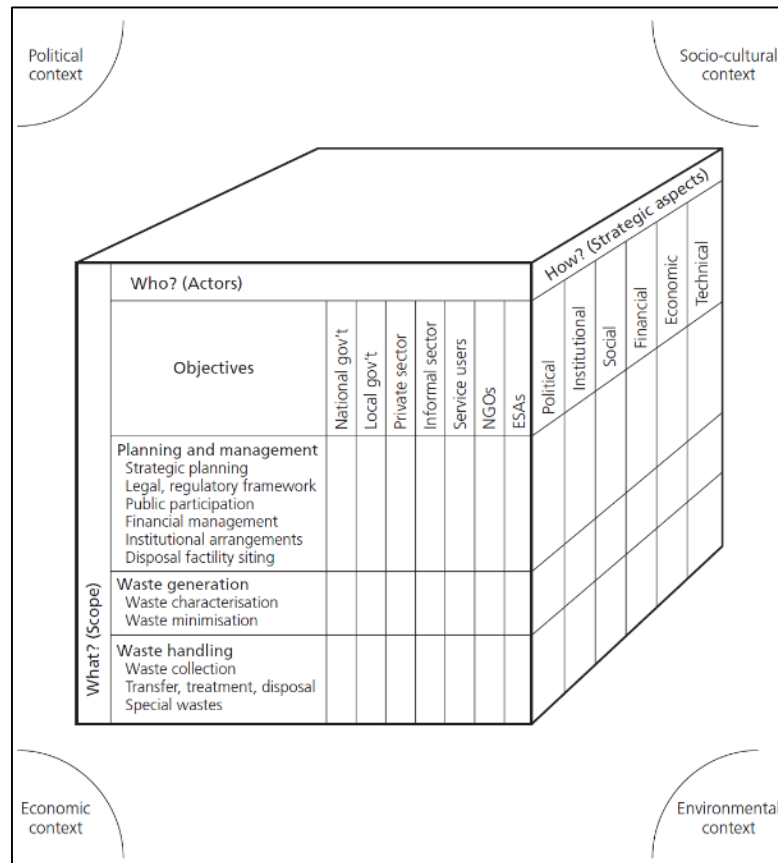 Political
context
Socio-cultural
context
How? (Strategic aspects)
Who? (Actors)
Objectives
National gov't
Local gov't
Private sector
Informal sector
Service users
NGOs
ESAs
Political
Institutional
Social
Financial
Economic
Technical
What? (Scope)
Planning and management
Strategic planning
Legal, regulatory framework
Public participation
Financial management
Institutional arrangements
Disposal factility siting
Waste generation
Waste characterisation
Waste minimisation
Waste handling
Waste collection
Transfer, treatment, disposal
Special wastes
Economic
context
Environmental
context